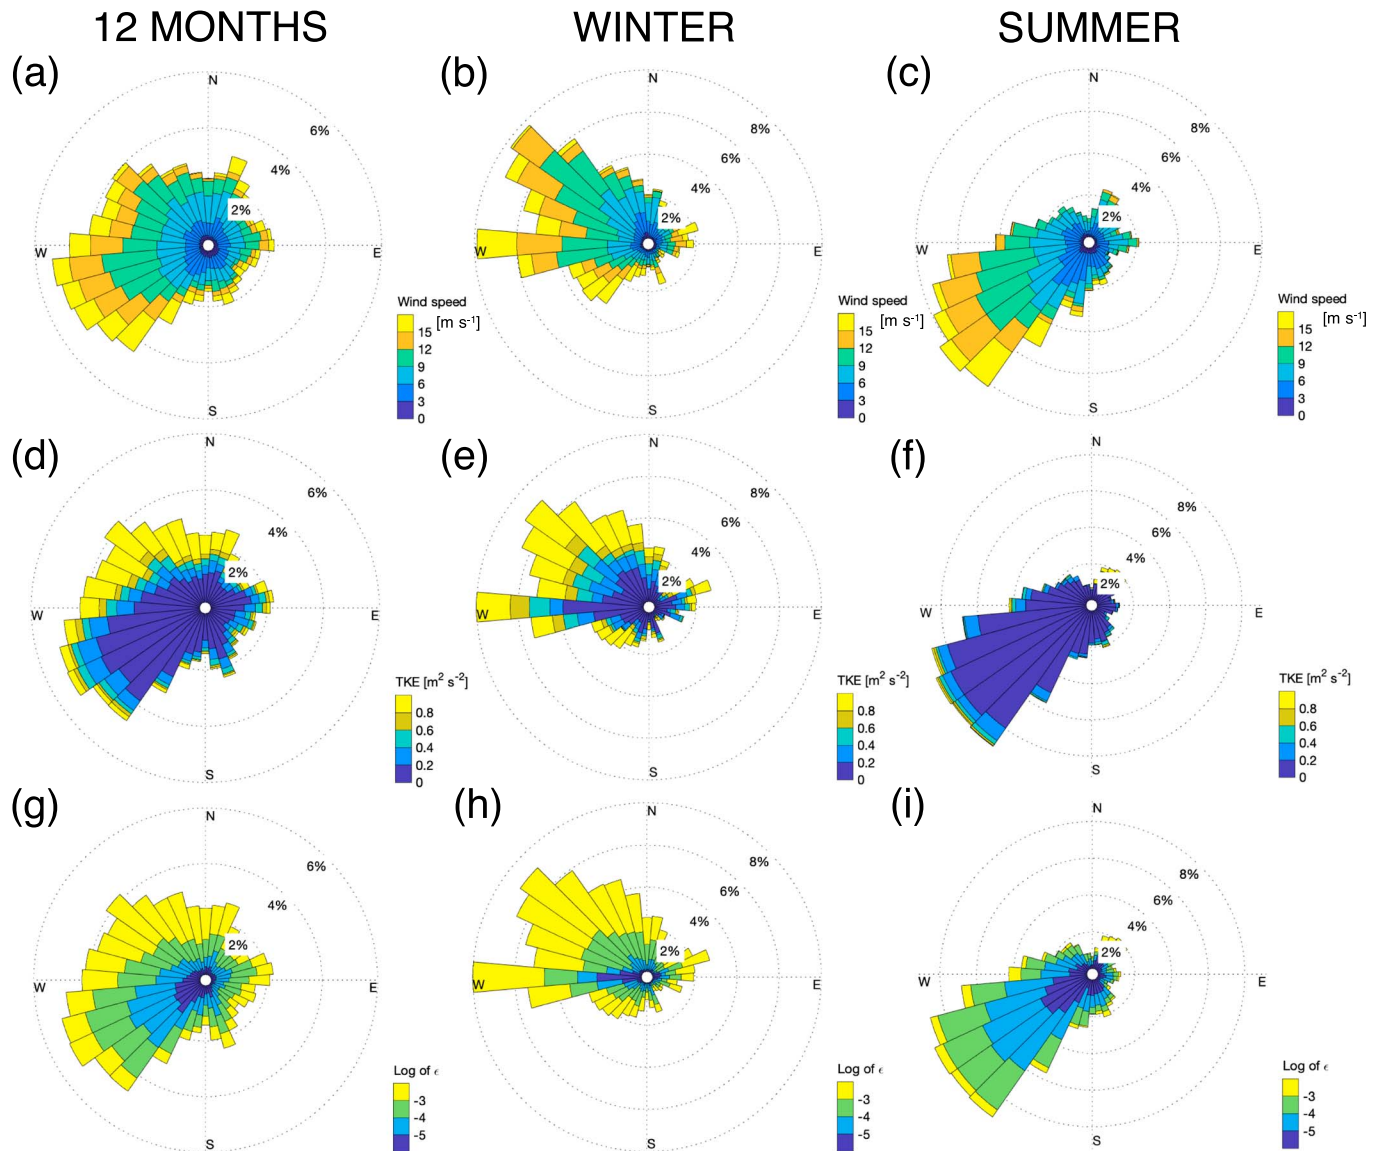 12 MONTHS WINTER SUMMER
(a) (b) (c)
N N N
6% 8% 8%
4% 6% 6%
4% 4%
2% 2% 2%
W E W E W E
Wind speed [m s-1] Wind speed [m s-1] Wind speed [m s-1]
15 15 15
12 12 12
9 9 9
6 6 6
3 3 3
0 0 0
S S S
(d) (e) (f)
N N N
6% 8% 8%
4% 6% 6%
4% 4%
2% 2% 2%
W E W E W E
TKE [m2 s-2] TKE [m2 s-2] TKE [m2 s-2]
0.8 0.8 0.8
0.6 0.6 0.6
0.4 0.4 0.4
0.2 0.2 0.2
0 0 0
S S S
(g) (h) (i)
N N N
6% 8% 8%
4% 6% 6%
4% 4%
2% 2% 2%
W E W E W E
Log of ϵ Log of ϵ Log of ϵ
-3 -3 -3
-4 -4 -4
-5 -5 -5
S S S